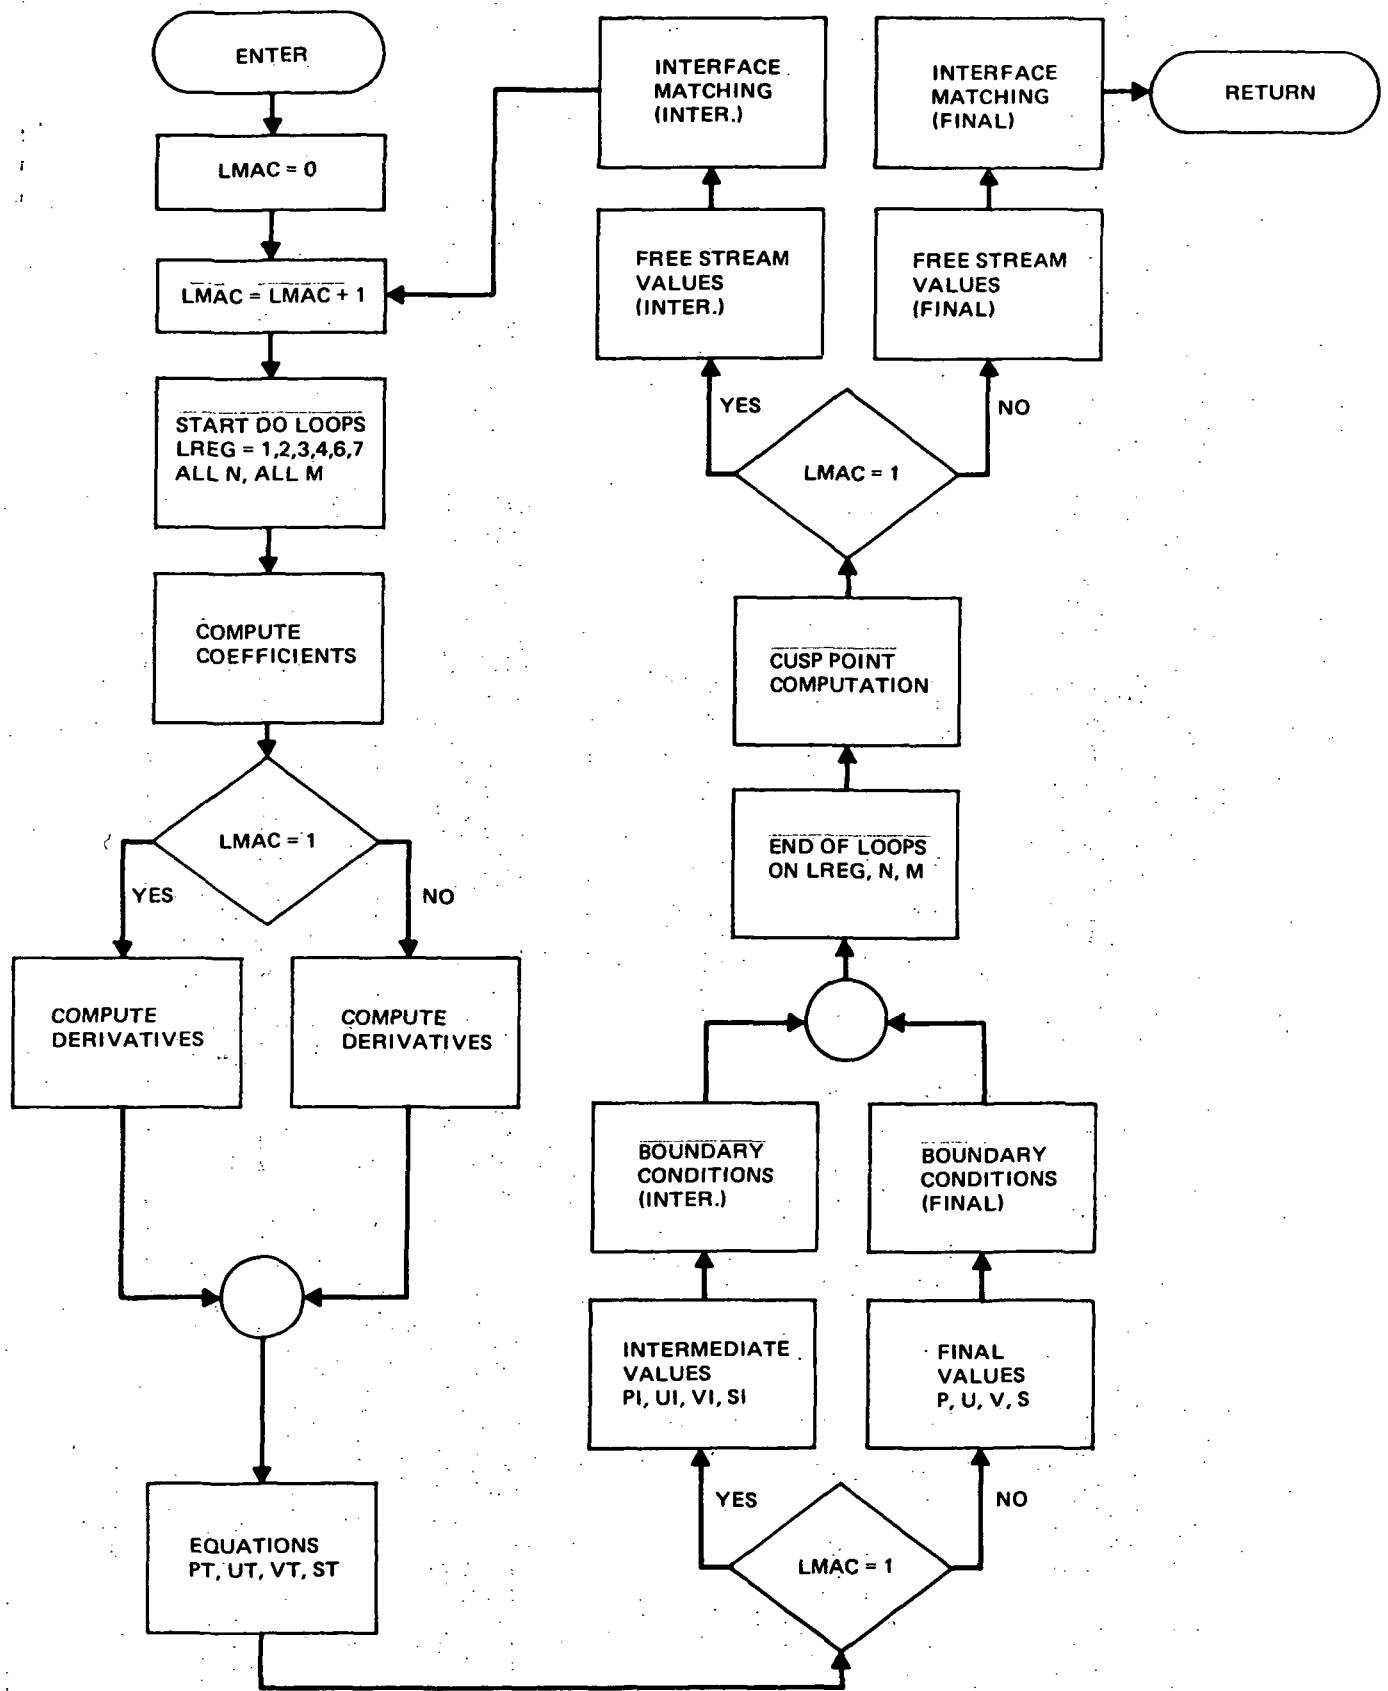 ENTER
LMAC = 0
LMAC = LMAC + 1
START DO LOOPS
LREG = 1,2,3,4,6,7
ALL N, ALL M
COMPUTE
COEFFICIENTS
LMAC = 1
YES
NO
COMPUTE
DERIVATIVES
COMPUTE
DERIVATIVES
EQUATIONS
PT, UT, VT, ST
LMAC = 1
YES
NO
INTERMEDIATE
VALUES
PI, UI, VI, SI
FINAL
VALUES
P, U, V, S
BOUNDARY
CONDITIONS
(INTER.)
BOUNDARY
CONDITIONS
(FINAL)
END OF LOOPS
ON LREG, N, M
CUSP POINT
COMPUTATION
LMAC = 1
YES
NO
FREE STREAM
VALUES
(INTER.)
FREE STREAM
VALUES
(FINAL)
INTERFACE
MATCHING
(INTER.)
INTERFACE
MATCHING
(FINAL)
RETURN